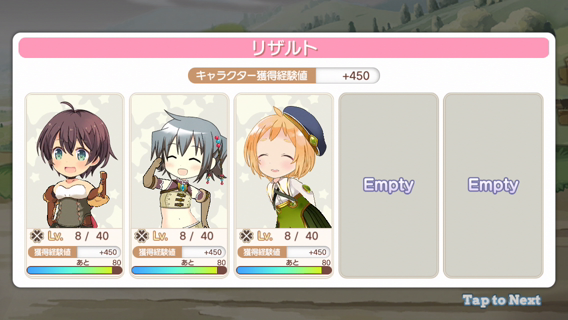 リザルト
キャラクター獲得経験値 +450
Empty
Empty
Lv. 8 / 40
獲得経験値 +450
あと 80
Lv. 8 / 40
獲得経験値 +450
あと 80
Lv. 8 / 40
獲得経験値 +450
あと 80
Tap to Next